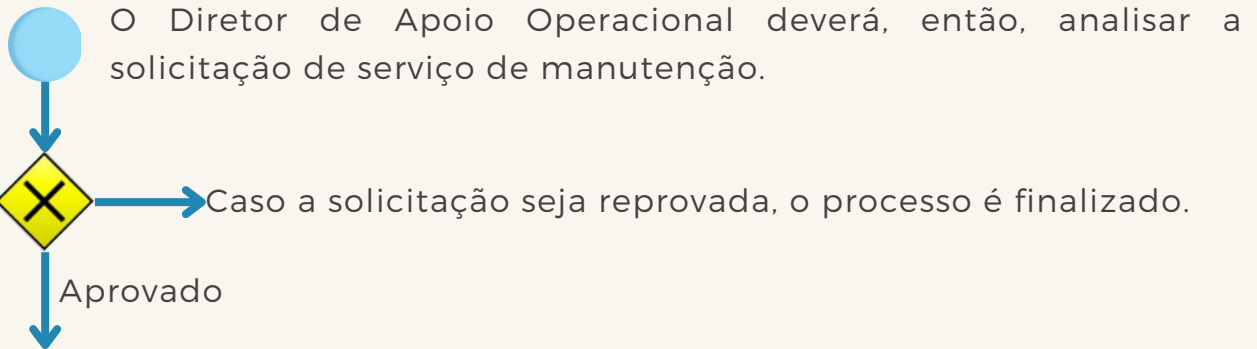 O Diretor de Apoio Operacional deverá, então, analisar a
solicitação de serviço de manutenção.
Caso a solicitação seja reprovada, o processo é finalizado.
Aprovado